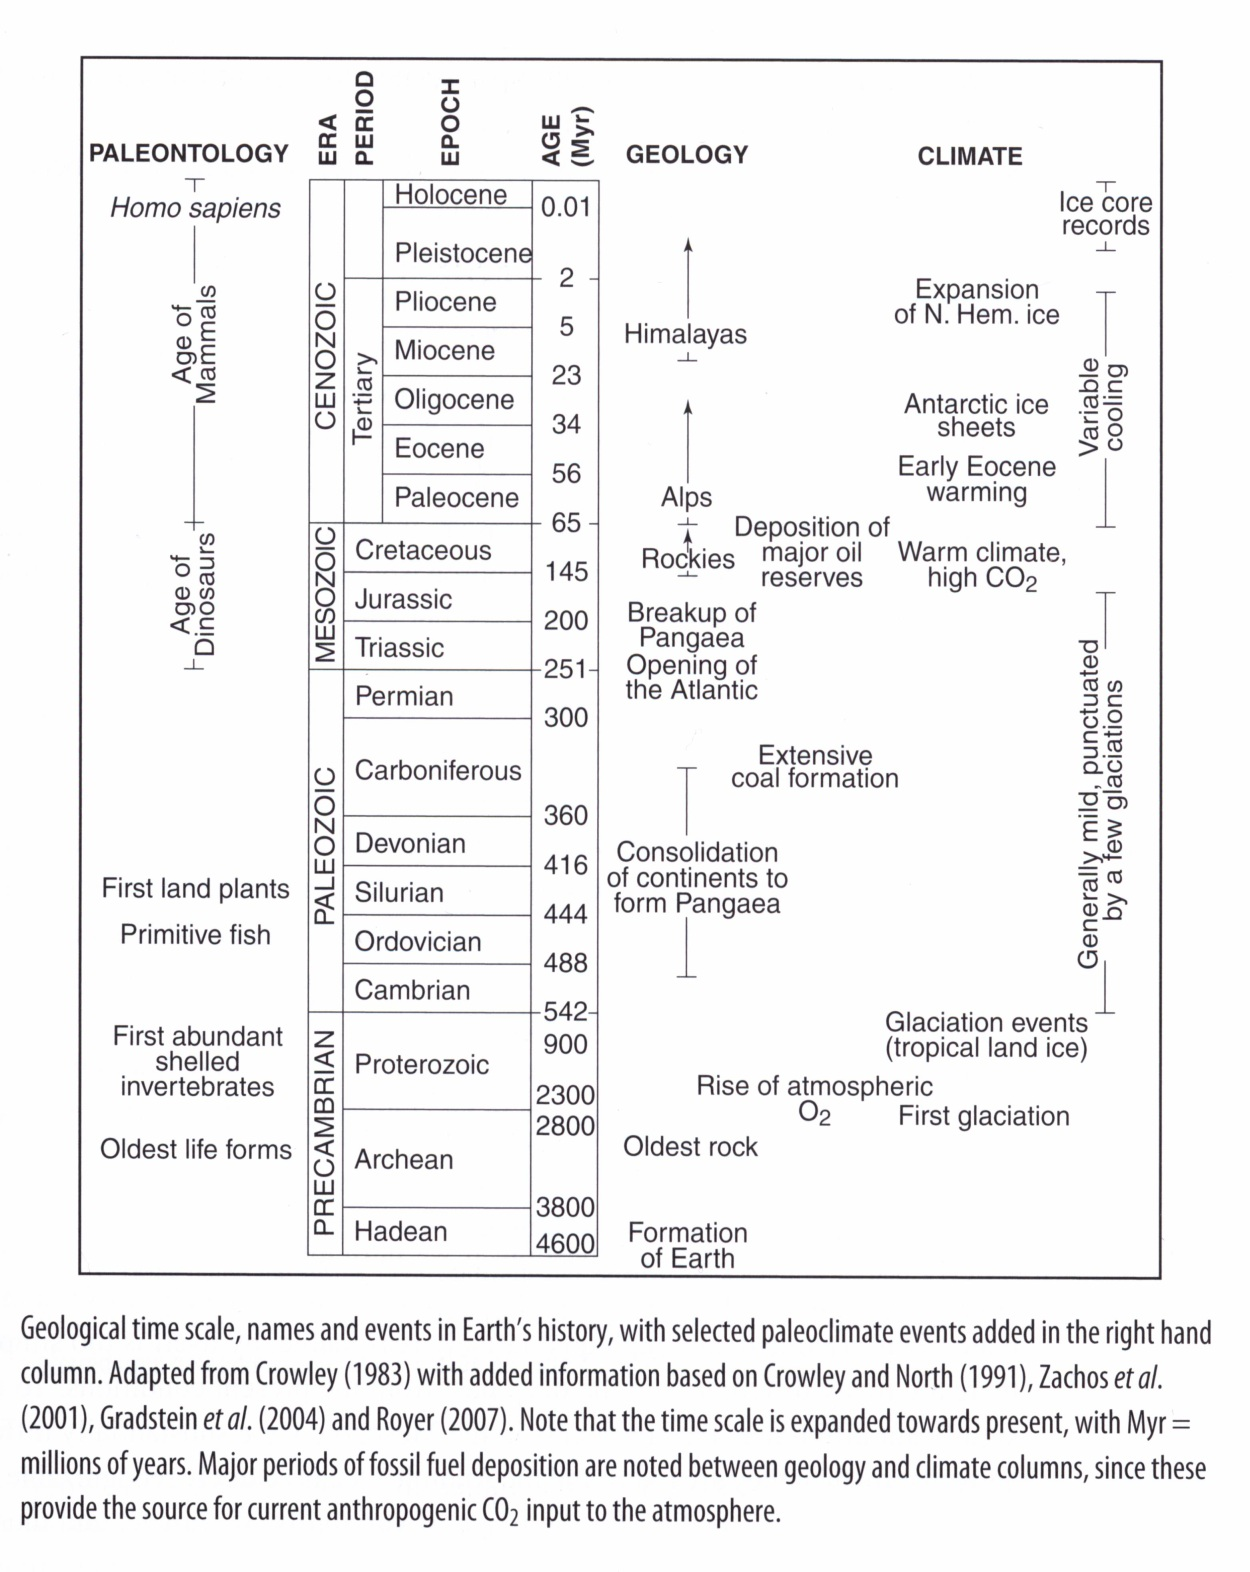 PALEONTOLOGY
ERA
PERIOD
EPOCH
AGE
(Myr)
GEOLOGY
CLIMATE
Homo sapiens
Age of
Mammals
Age of
Dinosaurs
First land plants
Primitive fish
First abundant
shelled
invertebrates
Oldest life forms
CENOZOIC
MESOZOIC
PALEOZOIC
PRECAMBRIAN
Tertiary
Holocene
Pleistocene
Pliocene
Miocene
Oligocene
Eocene
Paleocene
Cretaceous
Jurassic
Triassic
Permian
Carboniferous
Devonian
Silurian
Ordovician
Cambrian
Proterozoic
Archean
Hadean
0.01
2
5
23
34
56
65
145
200
251
300
360
416
444
488
542
900
2300
2800
3800
4600
Himalayas
Alps
Rockies
Deposition of
major oil
reserves
Breakup of
Pangaea
Opening of
the Atlantic
Extensive
coal formation
Consolidation
of continents to
form Pangaea
Rise of atmospheric
O2
Oldest rock
Formation
of Earth
Ice core
records
Expansion
of N. Hem. ice
Variable
cooling
Antarctic ice
sheets
Early Eocene
warming
Warm climate,
high CO2
Generally mild, punctuated
by a few glaciations
Glaciation events
(tropical land ice)
First glaciation
Geological time scale, names and events in Earth's history, with selected paleoclimate events added in the right hand
column. Adapted from Crowley (1983) with added information based on Crowley and North (1991), Zachos et al.
(2001), Gradstein et al. (2004) and Royer (2007). Note that the time scale is expanded towards present, with Myr =
millions of years. Major periods of fossil fuel deposition are noted between geology and climate columns, since these
provide the source for current anthropogenic CO2 input to the atmosphere.